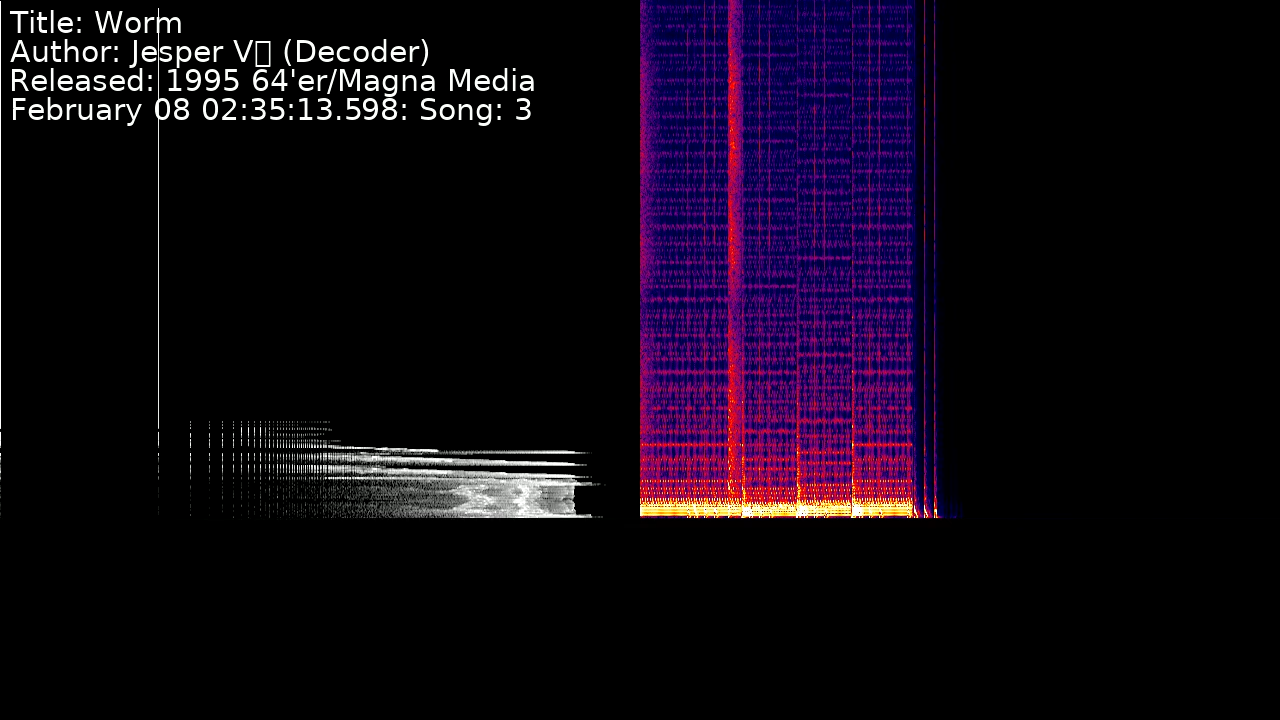 Title: Worm
Author: Jesper V▯ (Decoder)
Released: 1995 64'er/Magna Media
February 08 02:35:13.598: Song: 3